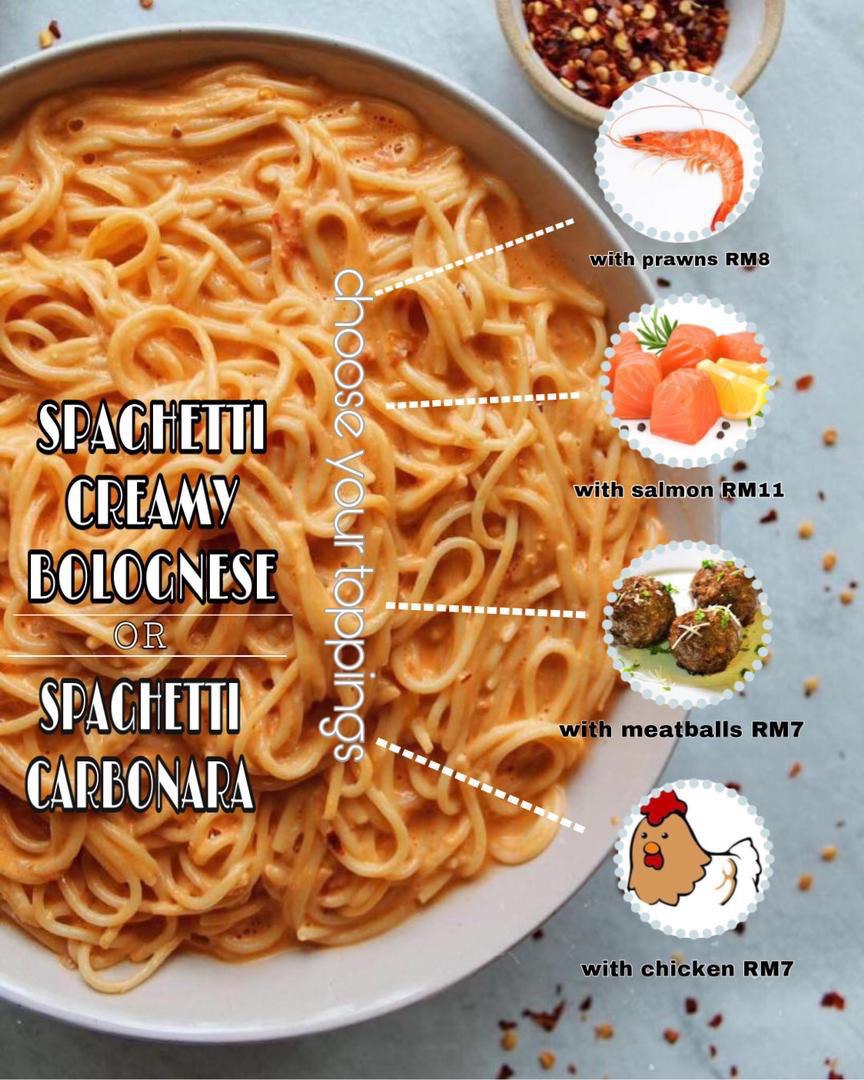 SPAGHETTI
CREAMY
BOLOGNESE
OR
SPAGHETTI
CARBONARA
choose your toppings
with prawns RM8
with salmon RM11
with meatballs RM7
with chicken RM7